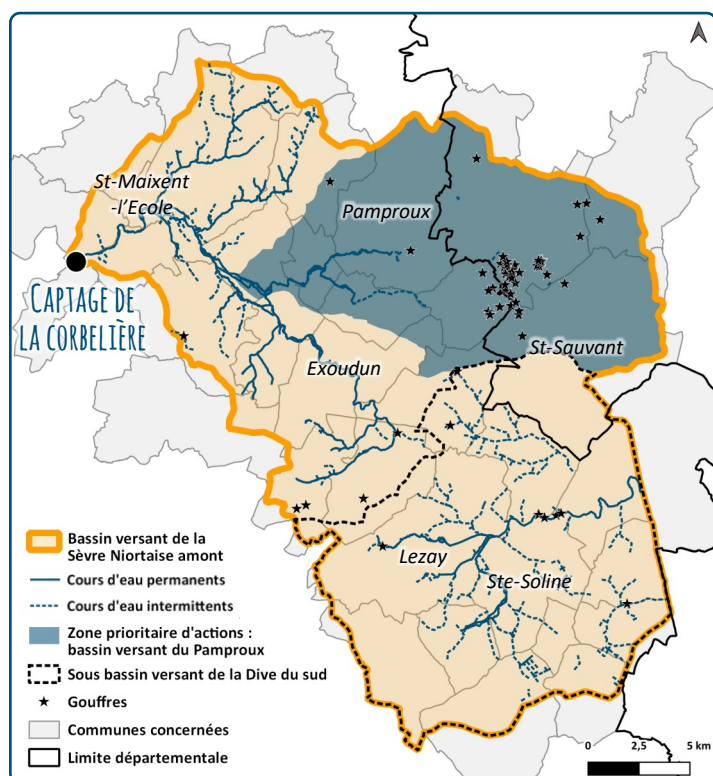 St-Maixent
-l'Ecole
Pamproux
CAPTAGE DE
LA CORBELIÈRE
Exoudun
St-Sauvant
Lezay
Ste-Soline
Bassin versant de la
Sèvre Niortaise amont
Cours d'eau permanents
Cours d'eau intermittents
Zone prioritaire d'actions :
bassin versant du Pamproux
Sous bassin versant de la Dive du sud
Gouffres
Communes concernées
Limite départementale
0 2,5 5 km